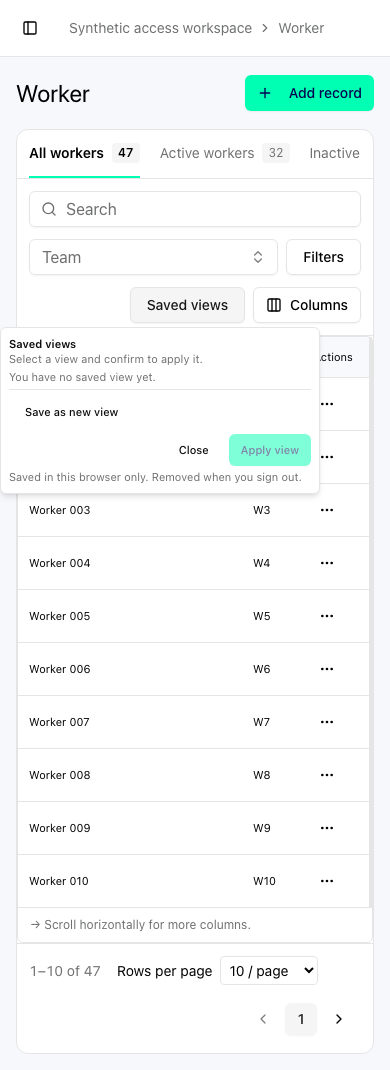 Synthetic access workspace > Worker
Worker
+ Add record
All workers 47 Active workers 32 Inactive
Search
Team
Filters
Saved views
Columns
Saved views
Select a view and confirm to apply it.
You have no saved view yet.
Save as new view
Close
Apply view
Saved in this browser only. Removed when you sign out.
Worker 003 W3 ...
Worker 004 W4 ...
Worker 005 W5 ...
Worker 006 W6 ...
Worker 007 W7 ...
Worker 008 W8 ...
Worker 009 W9 ...
Worker 010 W10 ...
→ Scroll horizontally for more columns.
1–10 of 47 Rows per page 10 / page
< 1 >